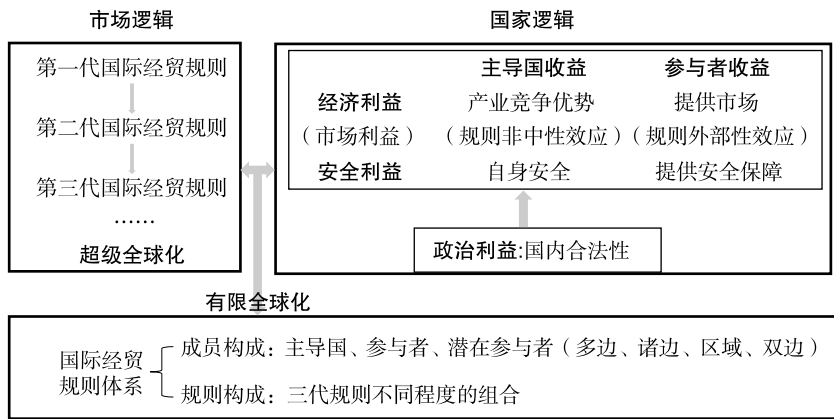 市场逻辑
国家逻辑
第一代国际经贸规则
第二代国际经贸规则
第三代国际经贸规则
……
超级全球化
主导国收益 参与者收益
经济利益 产业竞争优势 提供市场
（市场利益） （规则非中性效应） （规则外部性效应）
安全利益 自身安全 提供安全保障
政治利益:国内合法性
有限全球化
国际经贸
规则体系
成员构成：主导国、参与者、潜在参与者（多边、诸边、区域、双边）
规则构成：三代规则不同程度的组合